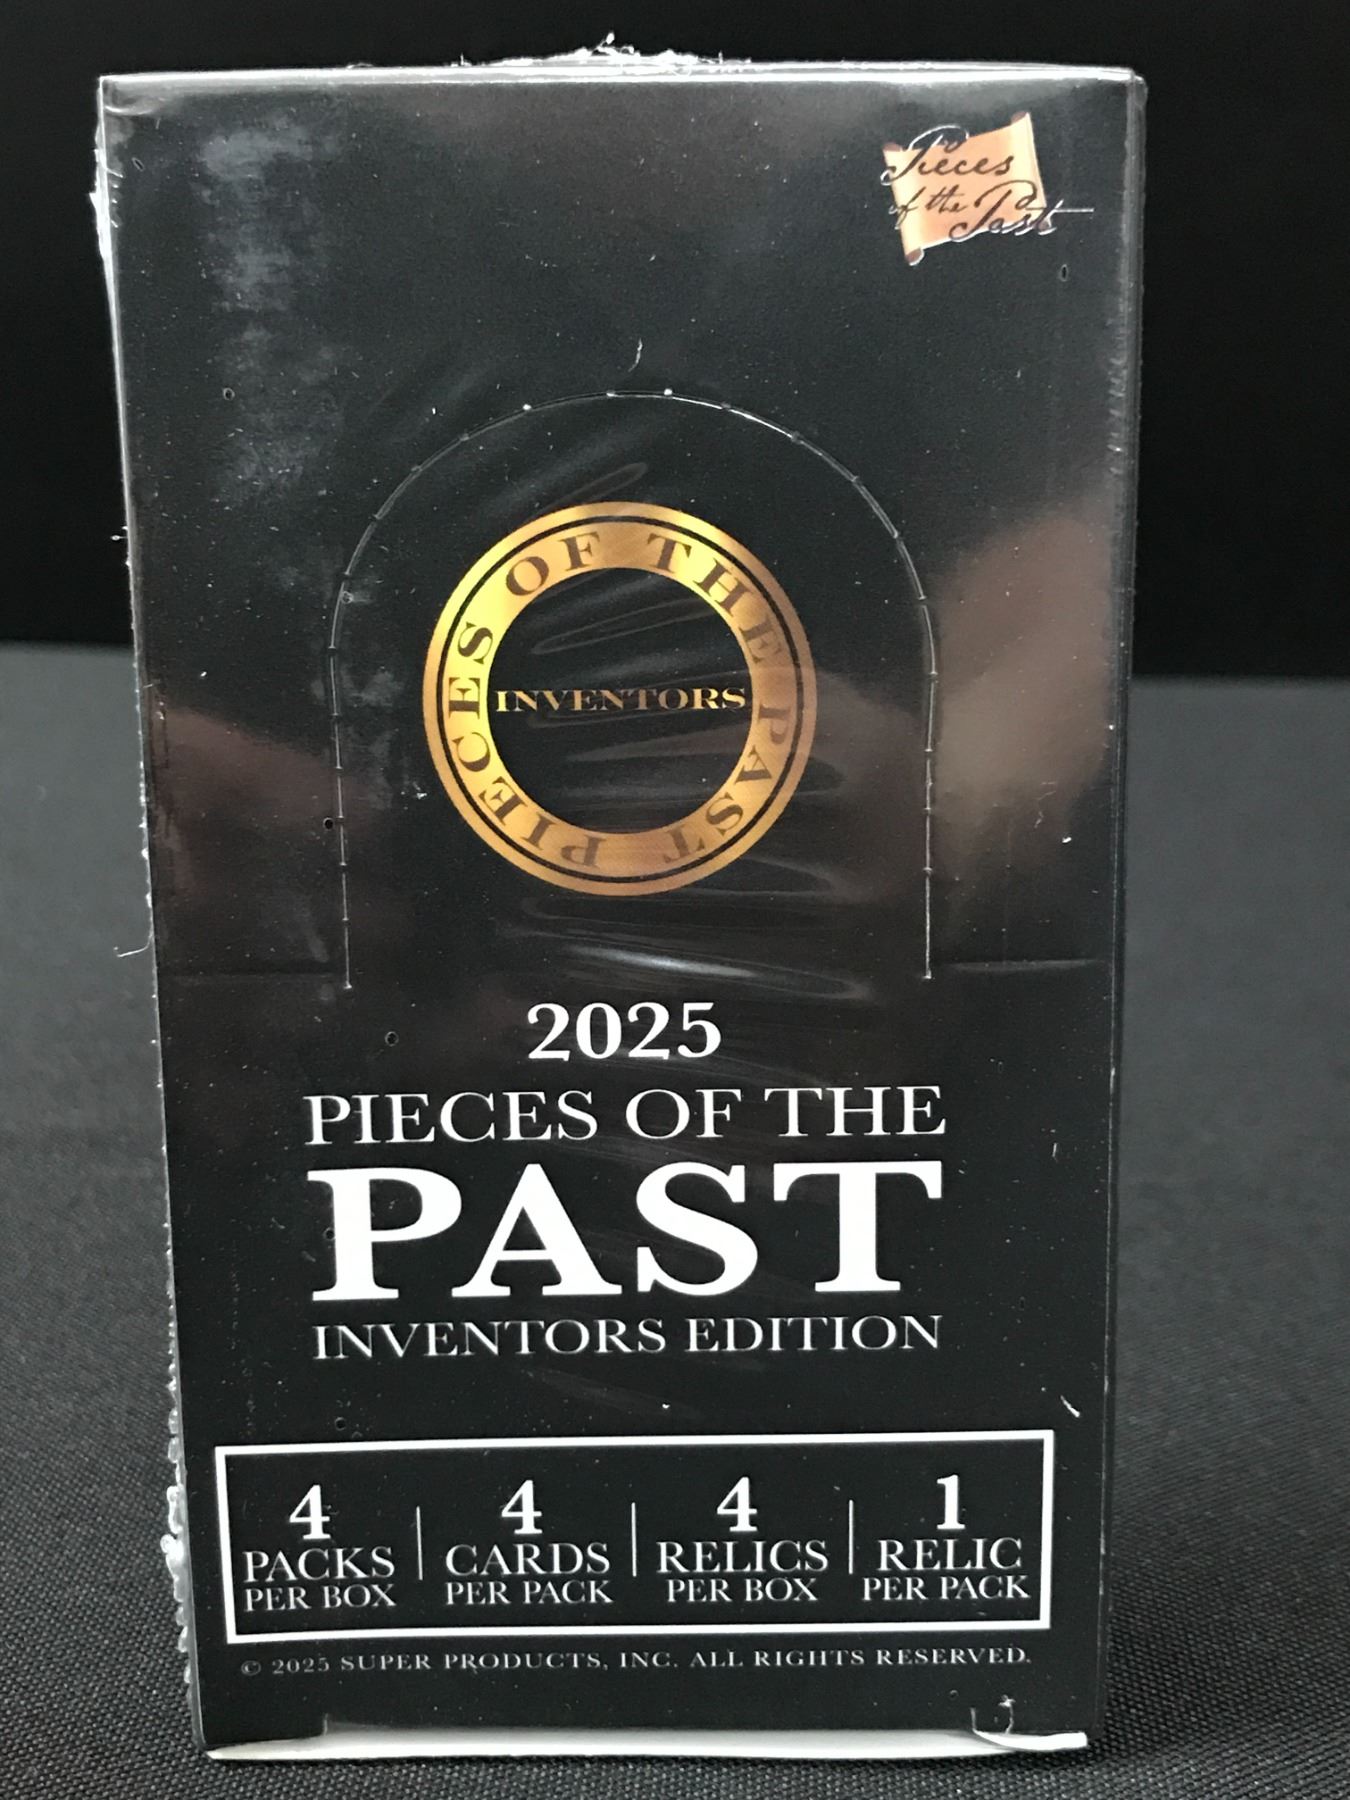 Pieces
of the Past
PIECES OF THE PAST
INVENTORS
2025
PIECES OF THE
PAST
INVENTORS EDITION
4
PACKS
PER BOX
4
CARDS
PER PACK
4
RELICS
PER BOX
1
RELIC
PER PACK
© 2025 SUPER PRODUCTS, INC. ALL RIGHTS RESERVED.